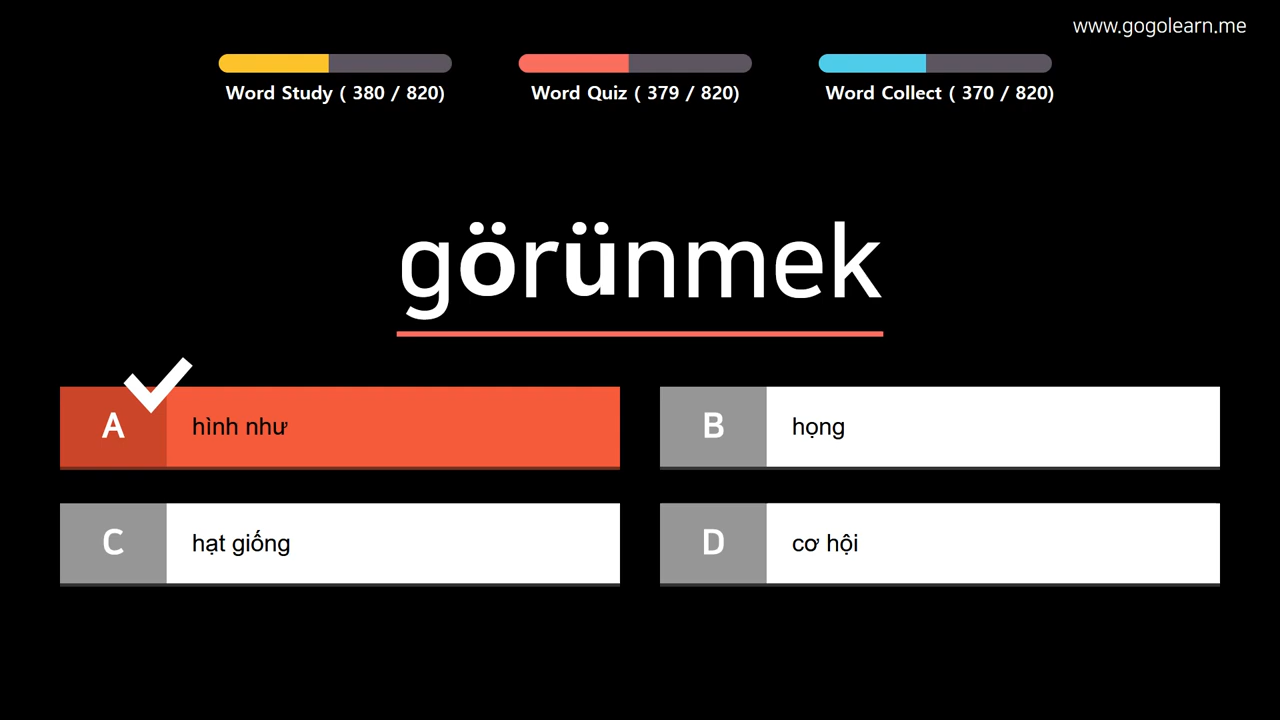 www.gogolearn.me
Word Study ( 380 / 820)
Word Quiz ( 379 / 820)
Word Collect ( 370 / 820)
görünmek
A hình như
B họng
C hạt giống
D cơ hội